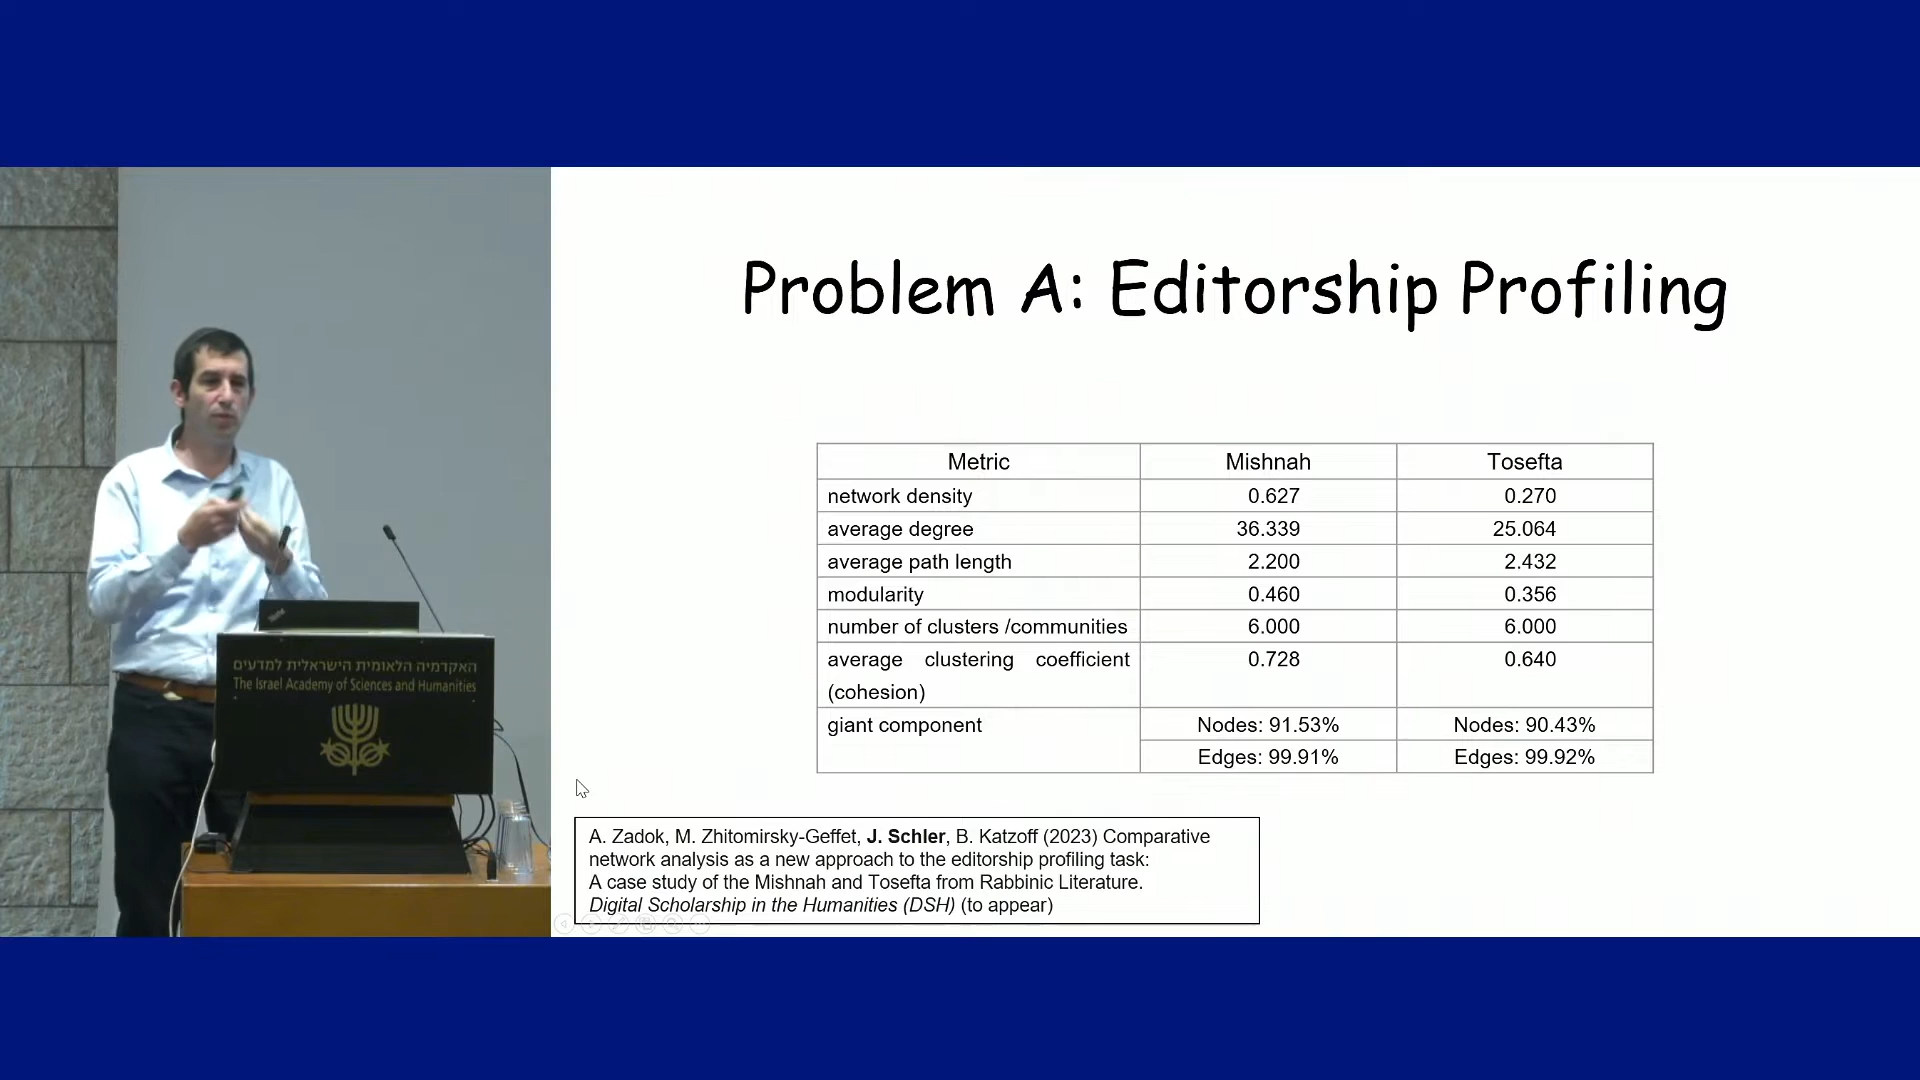 Problem A: Editorship Profiling
Metric Mishnah Tosefta
network density 0.627 0.270
average degree 36.339 25.064
average path length 2.200 2.432
modularity 0.460 0.356
number of clusters /communities 6.000 6.000
average clustering coefficient 0.728 0.640
(cohesion)
giant component Nodes: 91.53% Nodes: 90.43%
Edges: 99.91% Edges: 99.92%
A. Zadok, M. Zhitomirsky-Geffet, J. Schler, B. Katzoff (2023) Comparative
network analysis as a new approach to the editorship profiling task:
A case study of the Mishnah and Tosefta from Rabbinic Literature.
Digital Scholarship in the Humanities (DSH) (to appear)
האקדמיה הלאומית הישראלית למדעים
The Israel Academy of Sciences and Humanities